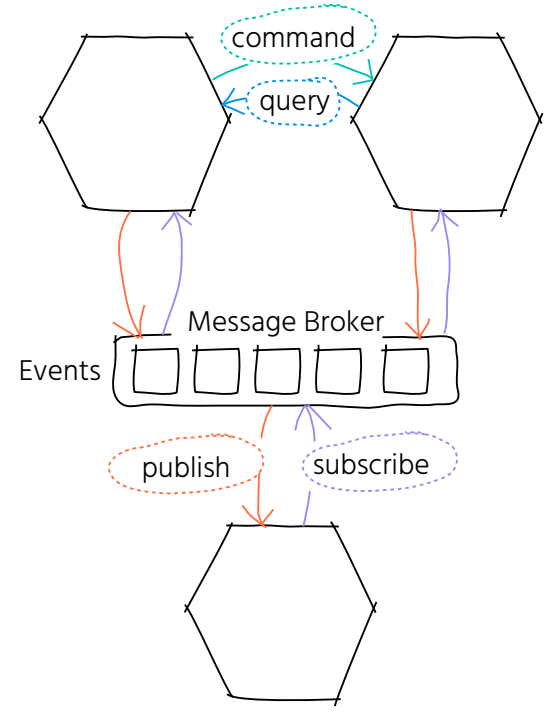 command
query
Message Broker
Events
publish
subscribe